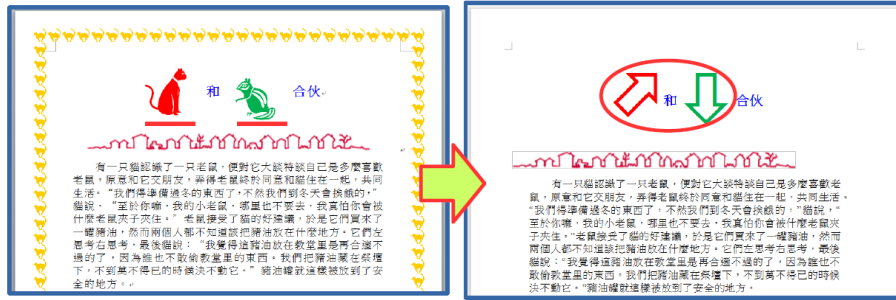 和 合伙
有一只貓認識了一只老鼠，便對它大談特談自己是多麼喜歡
老鼠，原意和它交朋友，弄得老鼠終於同意和貓住在一起，共同
生活。“我們得準備過冬的東西了，不然我們到冬天會挨餓的，”
貓說，“至於你嘛，我的小老鼠，哪里也不要去，我真怕你會被
什麼老鼠夾子夾住。”老鼠接受了貓的好建議，於是它們買來了
一罐豬油，然而兩個人都不知道該把豬油放在什麼地方。它們左
思考右思考，最後貓說：“我覺得這豬油放在教堂里是再合適不
過的了，因為誰也不敢偷教堂里的東西。我們把豬油藏在祭壇
下，不到萬不得已的時候決不動它。”豬油罐就這樣被放到了安
全的地方。
和 合伙
有一只貓認識了一只老鼠，便對它大談特談自己是多麼喜歡老
鼠，原意和它交朋友，弄得老鼠終於同意和貓住在一起，共同生活。
“我們得準備過冬的東西了，不然我們到冬天會挨餓的，”貓說，“
至於你嘛，我的小老鼠，哪里也不要去，我真怕你會被什麼老鼠夾
子夾住。”老鼠接受了貓的好建議，於是它們買來了一罐豬油，然而
兩個人都不知道該把豬油放在什麼地方。它們左思考右思考，最後
貓說：“我覺得這豬油放在教堂里是再合適不過的了，因為誰也不
敢偷教堂里的東西。我們把豬油藏在祭壇下，不到萬不得已的時候
決不動它。”豬油罐就這樣被放到了安全的地方。